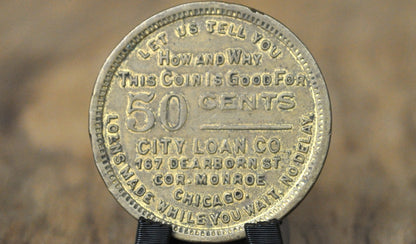 LET US TELL YOU
HOW AND WHY
THIS COIN IS GOOD FOR
50 CENTS
CITY LOAN CO.,
167 DEARBORN ST.
COR. MONROE
CHICAGO.
LOANS MADE WHILE YOU WAIT. NO DELAY.